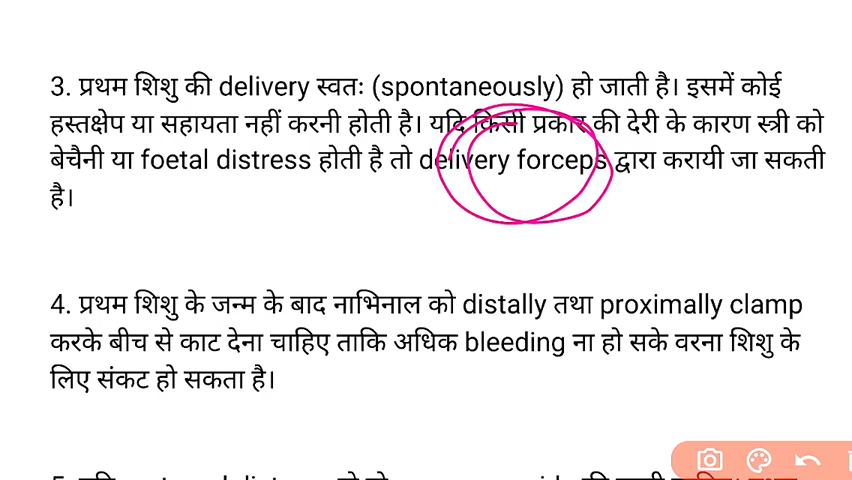 3. प्रथम शिशु की delivery स्वतः (spontaneously) हो जाती है। इसमें कोई
हस्तक्षेप या सहायता नहीं करनी होती है। यदि किसी प्रकार की देरी के कारण स्त्री को
बेचैनी या foetal distress होती है तो delivery forceps द्वारा करायी जा सकती
है।
4. प्रथम शिशु के जन्म के बाद नाभिनाल को distally तथा proximally clamp
करके बीच से काट देना चाहिए ताकि अधिक bleeding ना हो सके वरना शिशु के
लिए संकट हो सकता है।